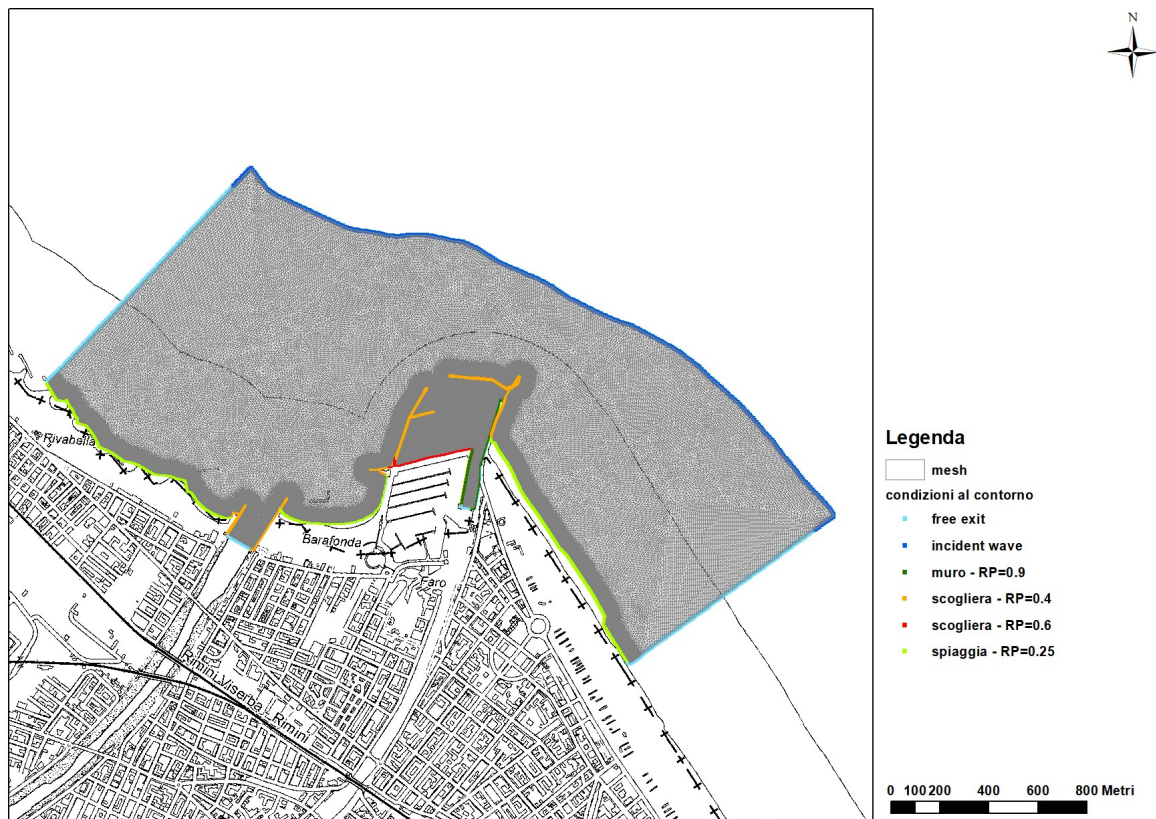 N
Rivabella
Barafonda
Faro
Rimini Viserba
Rimini
Legenda
mesh
condizioni al contorno
free exit
incident wave
muro - RP=0.9
scogliera - RP=0.4
scogliera - RP=0.6
spiaggia - RP=0.25
0 100 200 400 600 800 Metri